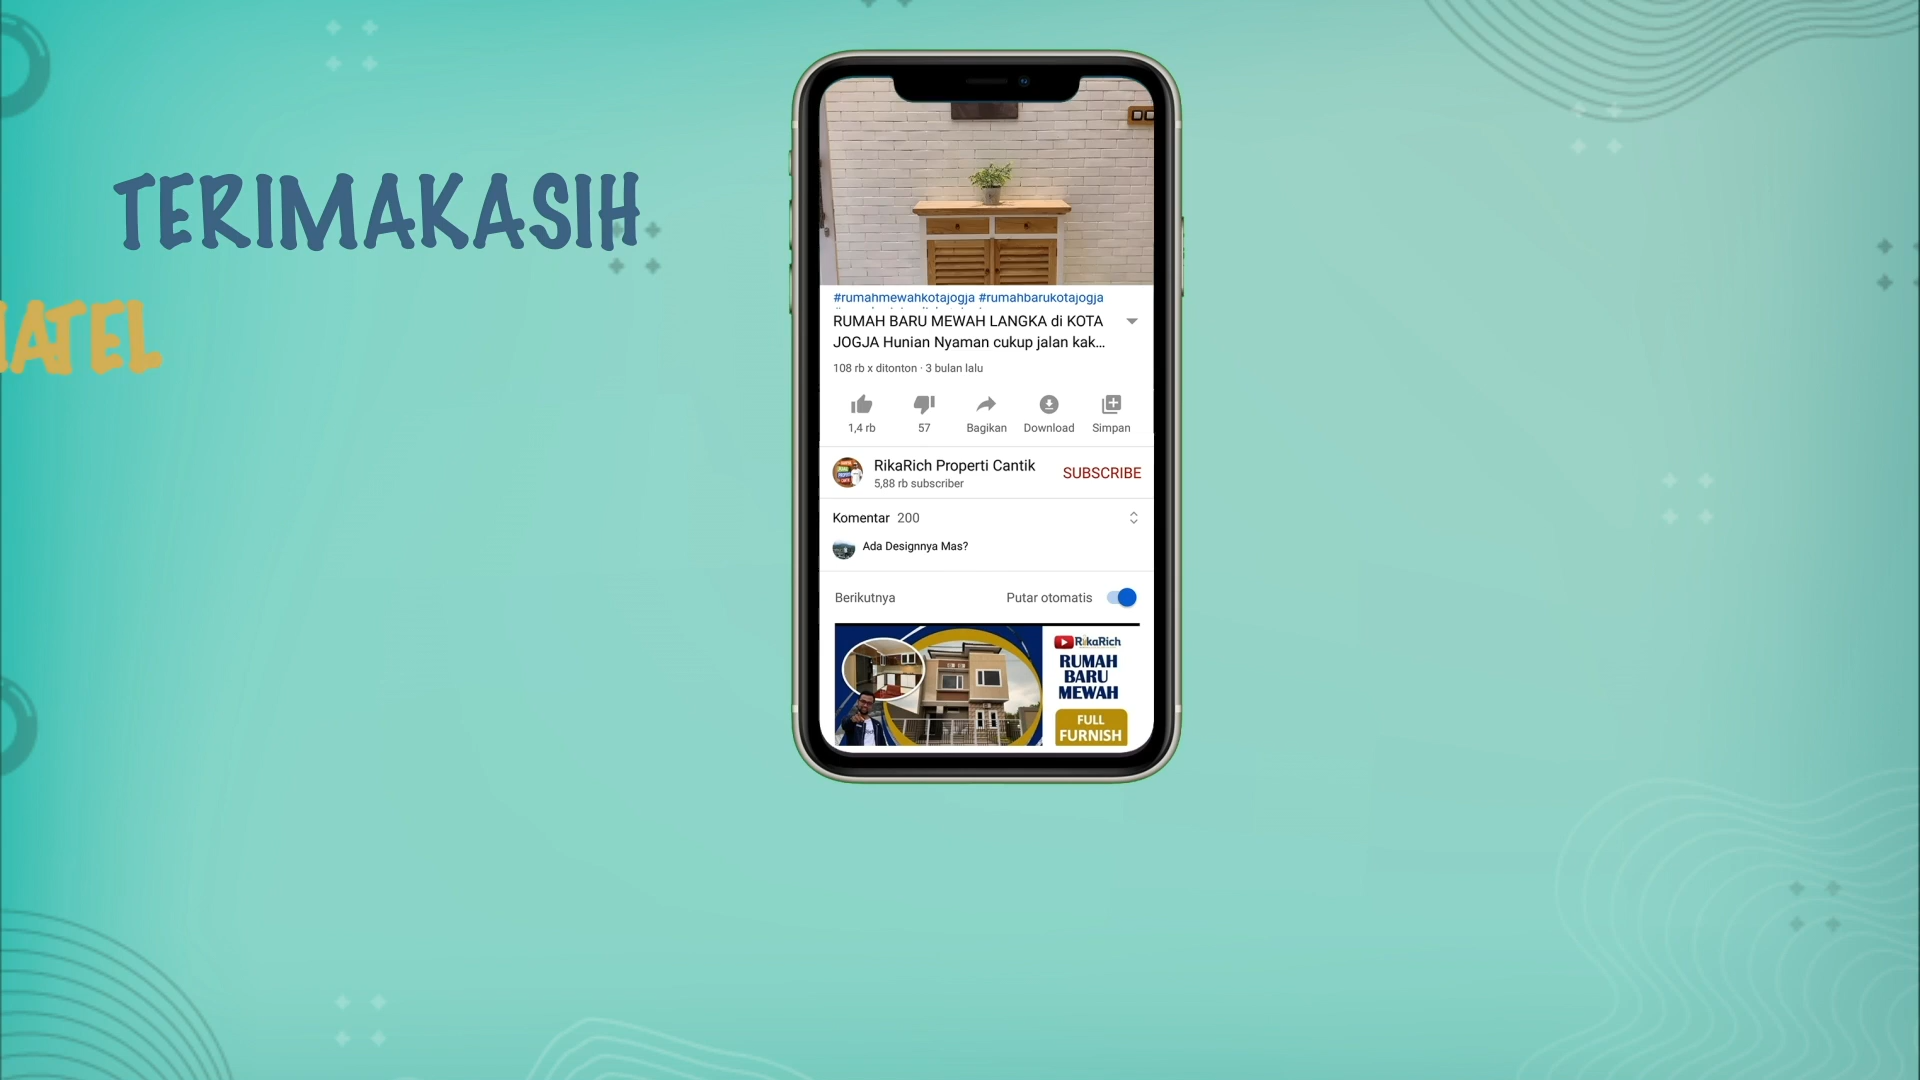 TERIMAKASIH
ATEL
#rumahmewahkotajogja #rumahbarukotajogja
RUMAH BARU MEWAH LANGKA di KOTA
JOGJA Hunian Nyaman cukup jalan kak...
108 rb x ditonton · 3 bulan lalu
1,4 rb
57
Bagikan
Download
Simpan
RikaRich Properti Cantik
5,88 rb subscriber
SUBSCRIBE
Komentar 200
Ada Designnya Mas?
Berikutnya
Putar otomatis
RikaRich
RUMAH
BARU
MEWAH
FULL
FURNISH